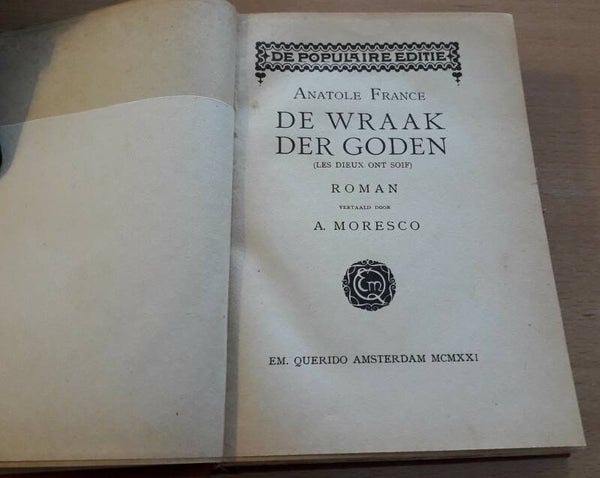 DE POPULAIRE EDITIE
ANATOLE FRANCE
DE WRAAK
DER GODEN
(LES DIEUX ONT SOIF)
ROMAN
VERTAALD DOOR
A. MORESCO
EmQ
EM. QUERIDO AMSTERDAM MCMXXI